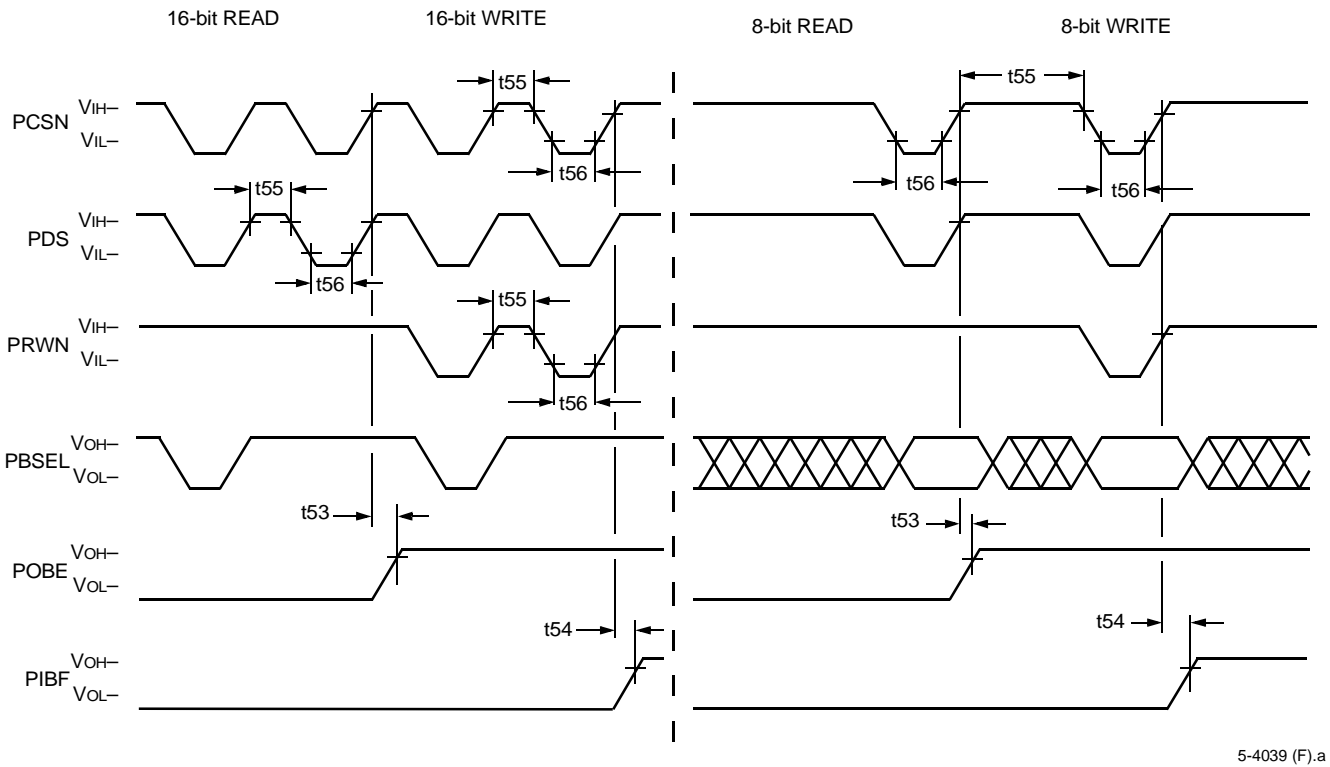 16-bit READ 16-bit WRITE 8-bit READ 8-bit WRITE
t55 t55
PCSN VIH– VIL–
t56 t56 t56
t55
PDS VIH– VIL–
t56
t55
PRWN VIH– VIL–
t56
PBSEL VOH– VOL–
t53 t53
POBE VOH– VOL–
t54 t54
PIBF VOH– VOL–
5-4039 (F).a